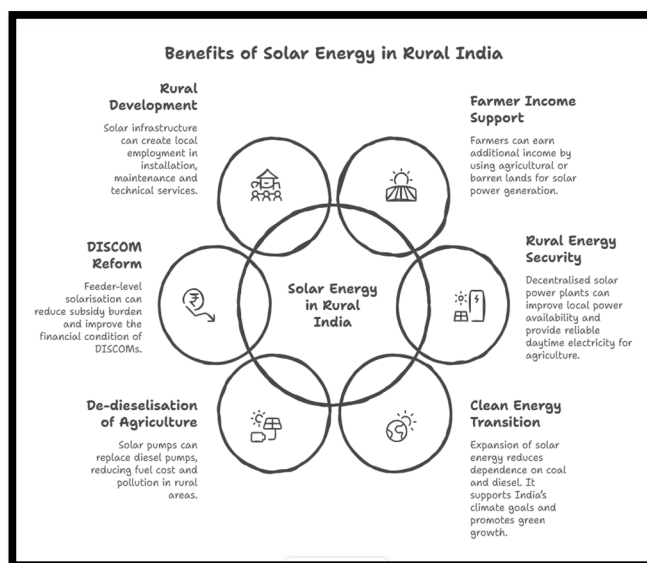 Benefits of Solar Energy in Rural India
Rural
Development
Solar infrastructure
can create local
employment in
installation,
maintenance and
technical services.
Farmer Income
Support
Farmers can earn
additional income by
using agricultural or
barren lands for solar
power generation.
DISCOM
Reform
Feeder-level
solarisation can
reduce subsidy burden
and improve the
financial condition of
DISCOMs.
Solar Energy
in Rural
India
Rural Energy
Security
Decentralised solar
power plants can
improve local power
availability and
provide reliable
daytime electricity for
agriculture.
De-dieselisation
of Agriculture
Solar pumps can
replace diesel pumps,
reducing fuel cost and
pollution in rural
areas.
Clean Energy
Transition
Expansion of solar
energy reduces
dependence on coal
and diesel. It
supports India's
climate goals and
promotes green
growth.